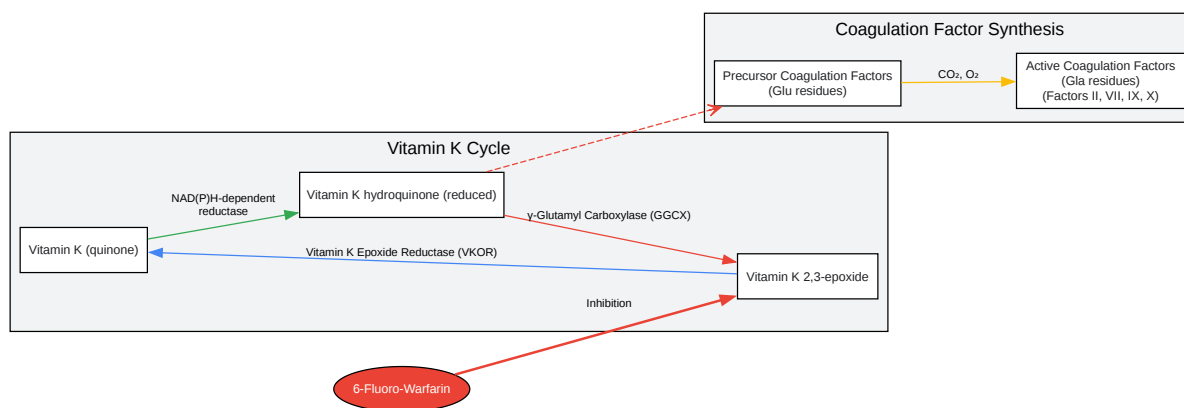 Coagulation Factor Synthesis
Precursor Coagulation Factors
(Glu residues)
CO₂, O₂
Active Coagulation Factors
(Gla residues)
(Factors II, VII, IX, X)
Vitamin K Cycle
NAD(P)H-dependent
reductase
Vitamin K hydroquinone (reduced)
γ-Glutamyl Carboxylase (GGCX)
Vitamin K (quinone)
Vitamin K Epoxide Reductase (VKOR)
Vitamin K 2,3-epoxide
Inhibition
6-Fluoro-Warfarin